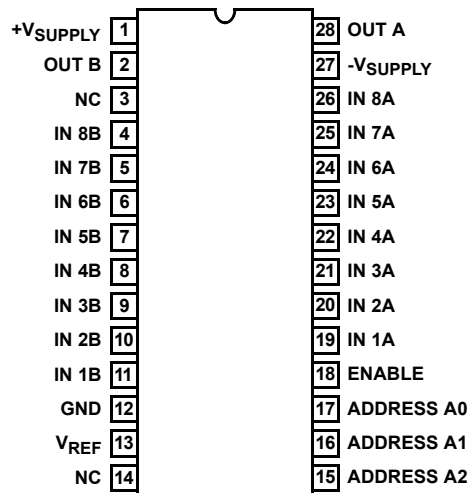 +VSUPPLY 1 28 OUT A
OUT B 2 27 -VSUPPLY
NC 3 26 IN 8A
IN 8B 4 25 IN 7A
IN 7B 5 24 IN 6A
IN 6B 6 23 IN 5A
IN 5B 7 22 IN 4A
IN 4B 8 21 IN 3A
IN 3B 9 20 IN 2A
IN 2B 10 19 IN 1A
IN 1B 11 18 ENABLE
GND 12 17 ADDRESS A0
VREF 13 16 ADDRESS A1
NC 14 15 ADDRESS A2